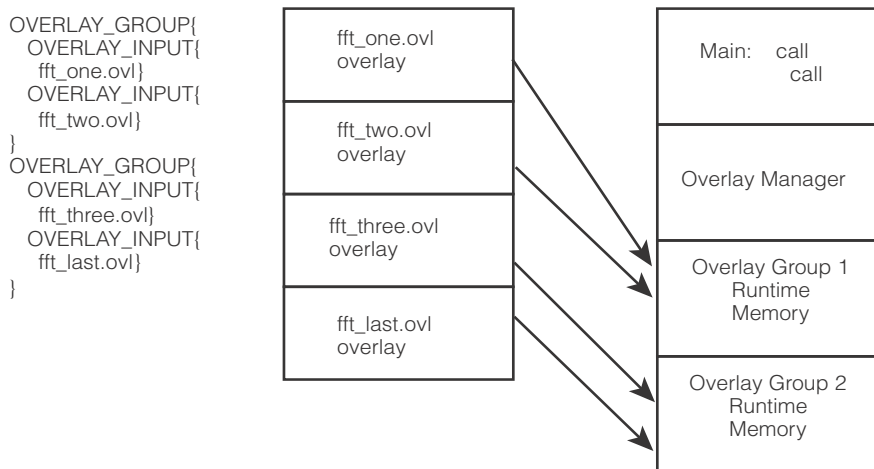 OVERLAY_GROUP{
OVERLAY_INPUT{
fft_one.ovl}
OVERLAY_INPUT{
fft_two.ovl}
}
OVERLAY_GROUP{
OVERLAY_INPUT{
fft_three.ovl}
OVERLAY_INPUT{
fft_last.ovl}
}
fft_one.ovl
overlay
fft_two.ovl
overlay
fft_three.ovl
overlay
fft_last.ovl
overlay
Main: call
call
Overlay Manager
Overlay Group 1
Runtime
Memory
Overlay Group 2
Runtime
Memory